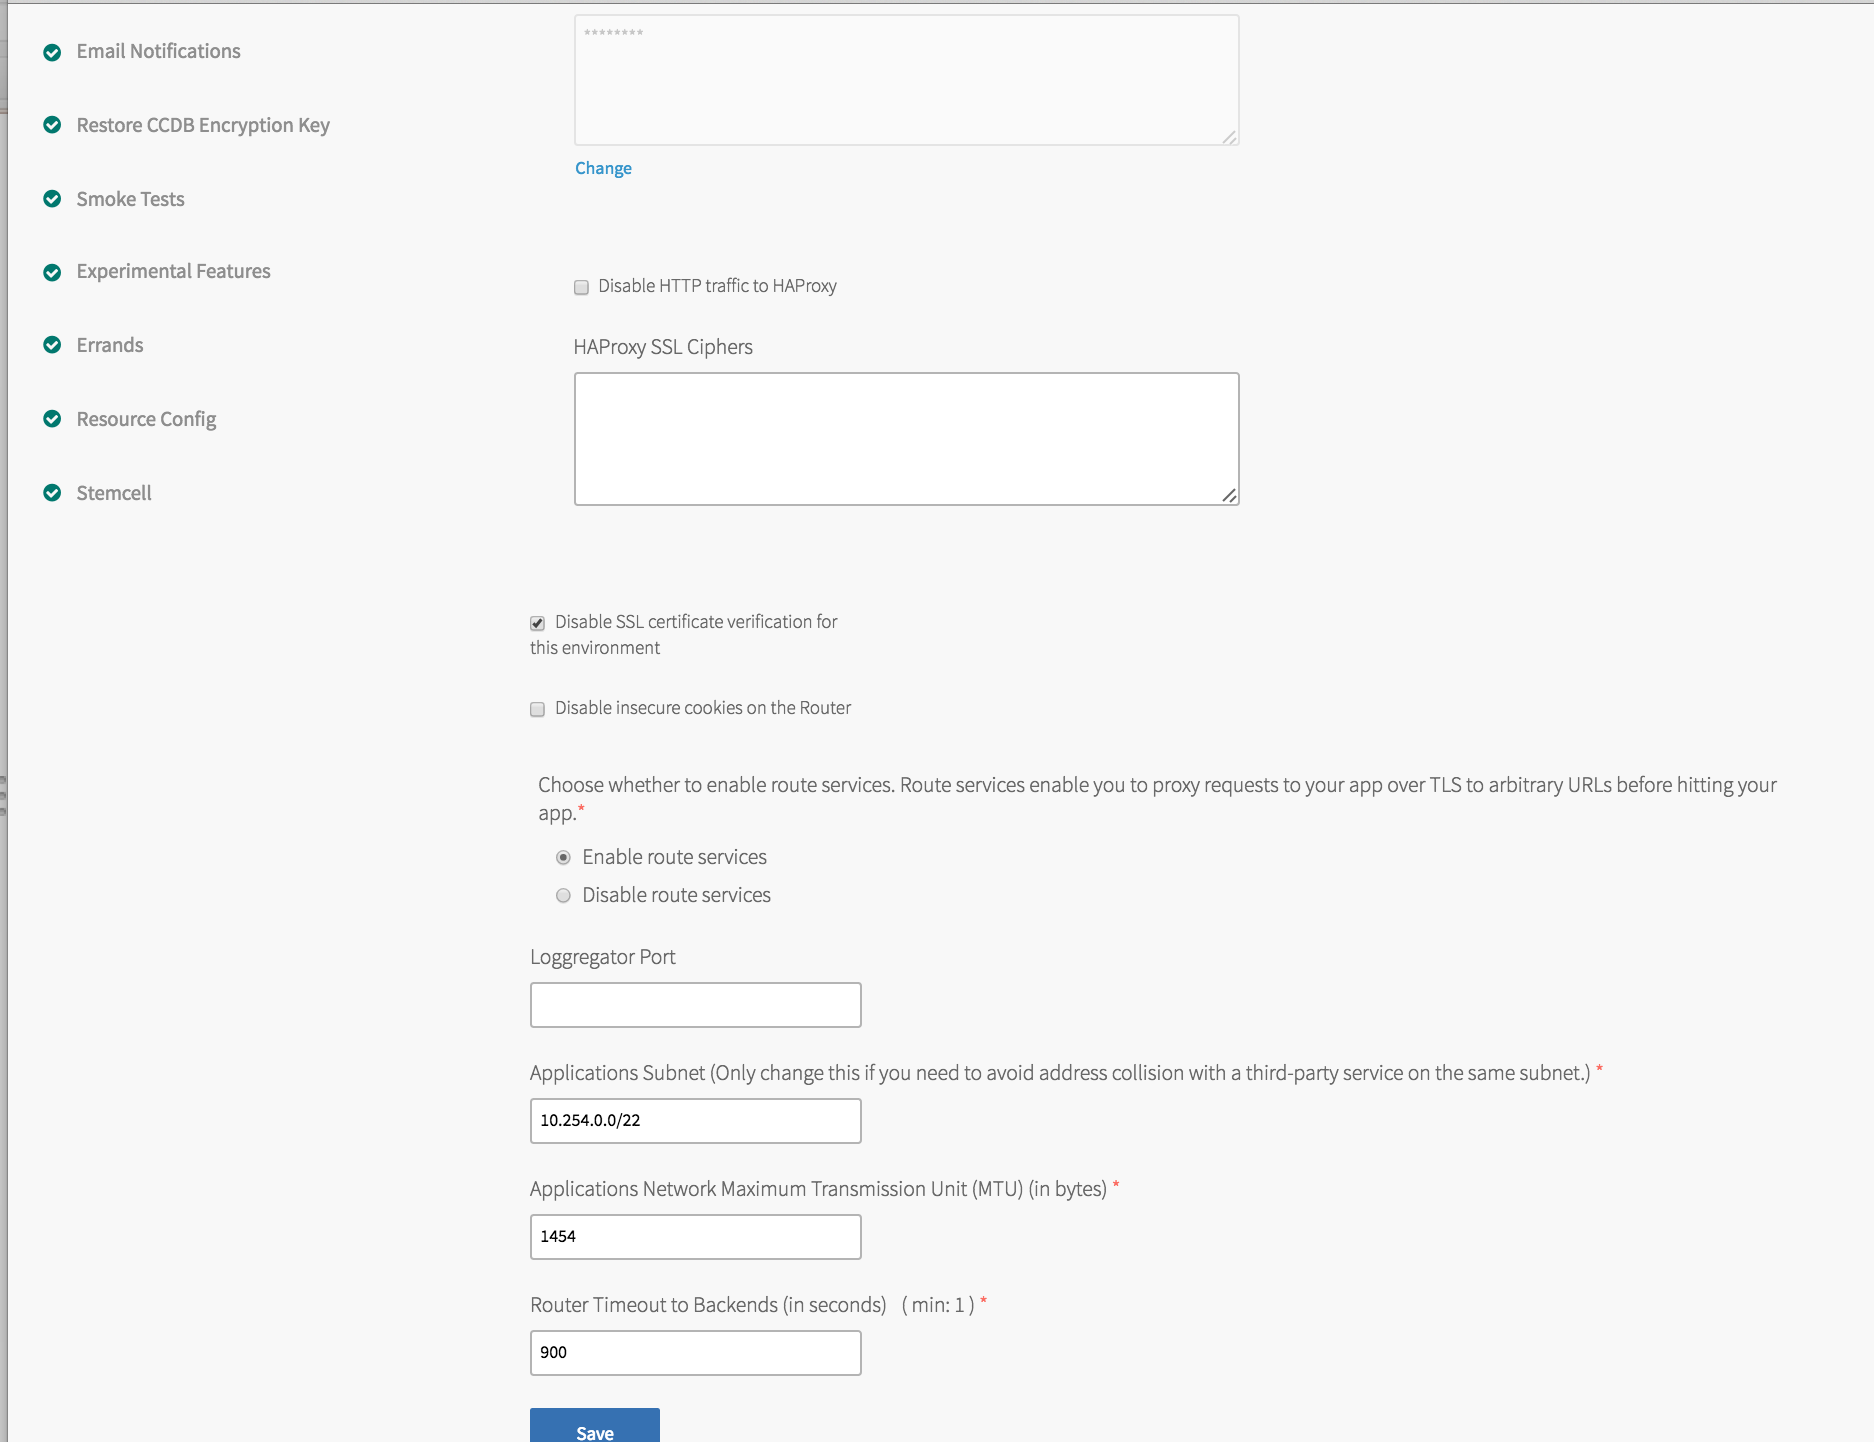 Email Notifications
Restore CCDB Encryption Key
Smoke Tests
Experimental Features
Errands
Resource Config
Stemcell
********
Change
Disable HTTP traffic to HAProxy
HAProxy SSL Ciphers
Disable SSL certificate verification for
this environment
Disable insecure cookies on the Router
Choose whether to enable route services. Route services enable you to proxy requests to your app over TLS to arbitrary URLs before hitting your
app.*
Enable route services
Disable route services
Loggregator Port
Applications Subnet (Only change this if you need to avoid address collision with a third-party service on the same subnet.) *
10.254.0.0/22
Applications Network Maximum Transmission Unit (MTU) (in bytes) *
1454
Router Timeout to Backends (in seconds) ( min: 1 ) *
900
Save